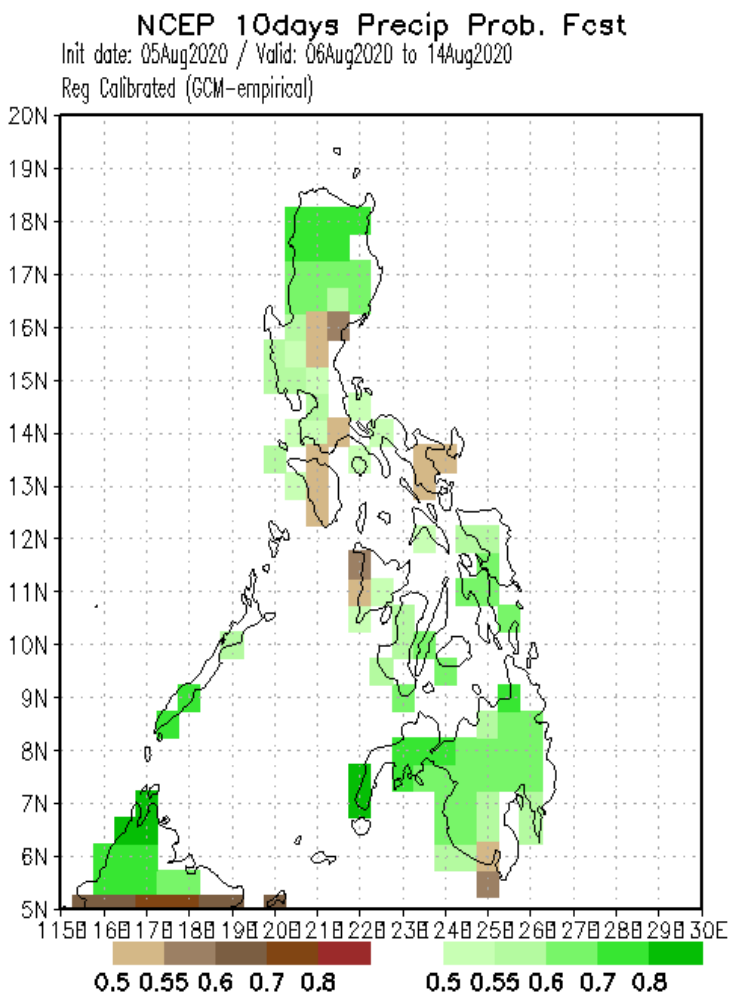 NCEP 10days Precip Prob. Fcst
Init date: 05Aug2020 / Valid: 06Aug2020 to 14Aug2020
Reg Calibrated (GCM-empirical)
20N
19N
18N
17N
16N
15N
14N
13N
12N
11N
10N
9N
8N
7N
6N
5N
115E 116E 117E 118E 119E 120E 121E 122E 123E 124E 125E 126E 127E 128E 129E 130E
0.5 0.55 0.6 0.7 0.8 0.5 0.55 0.6 0.7 0.8